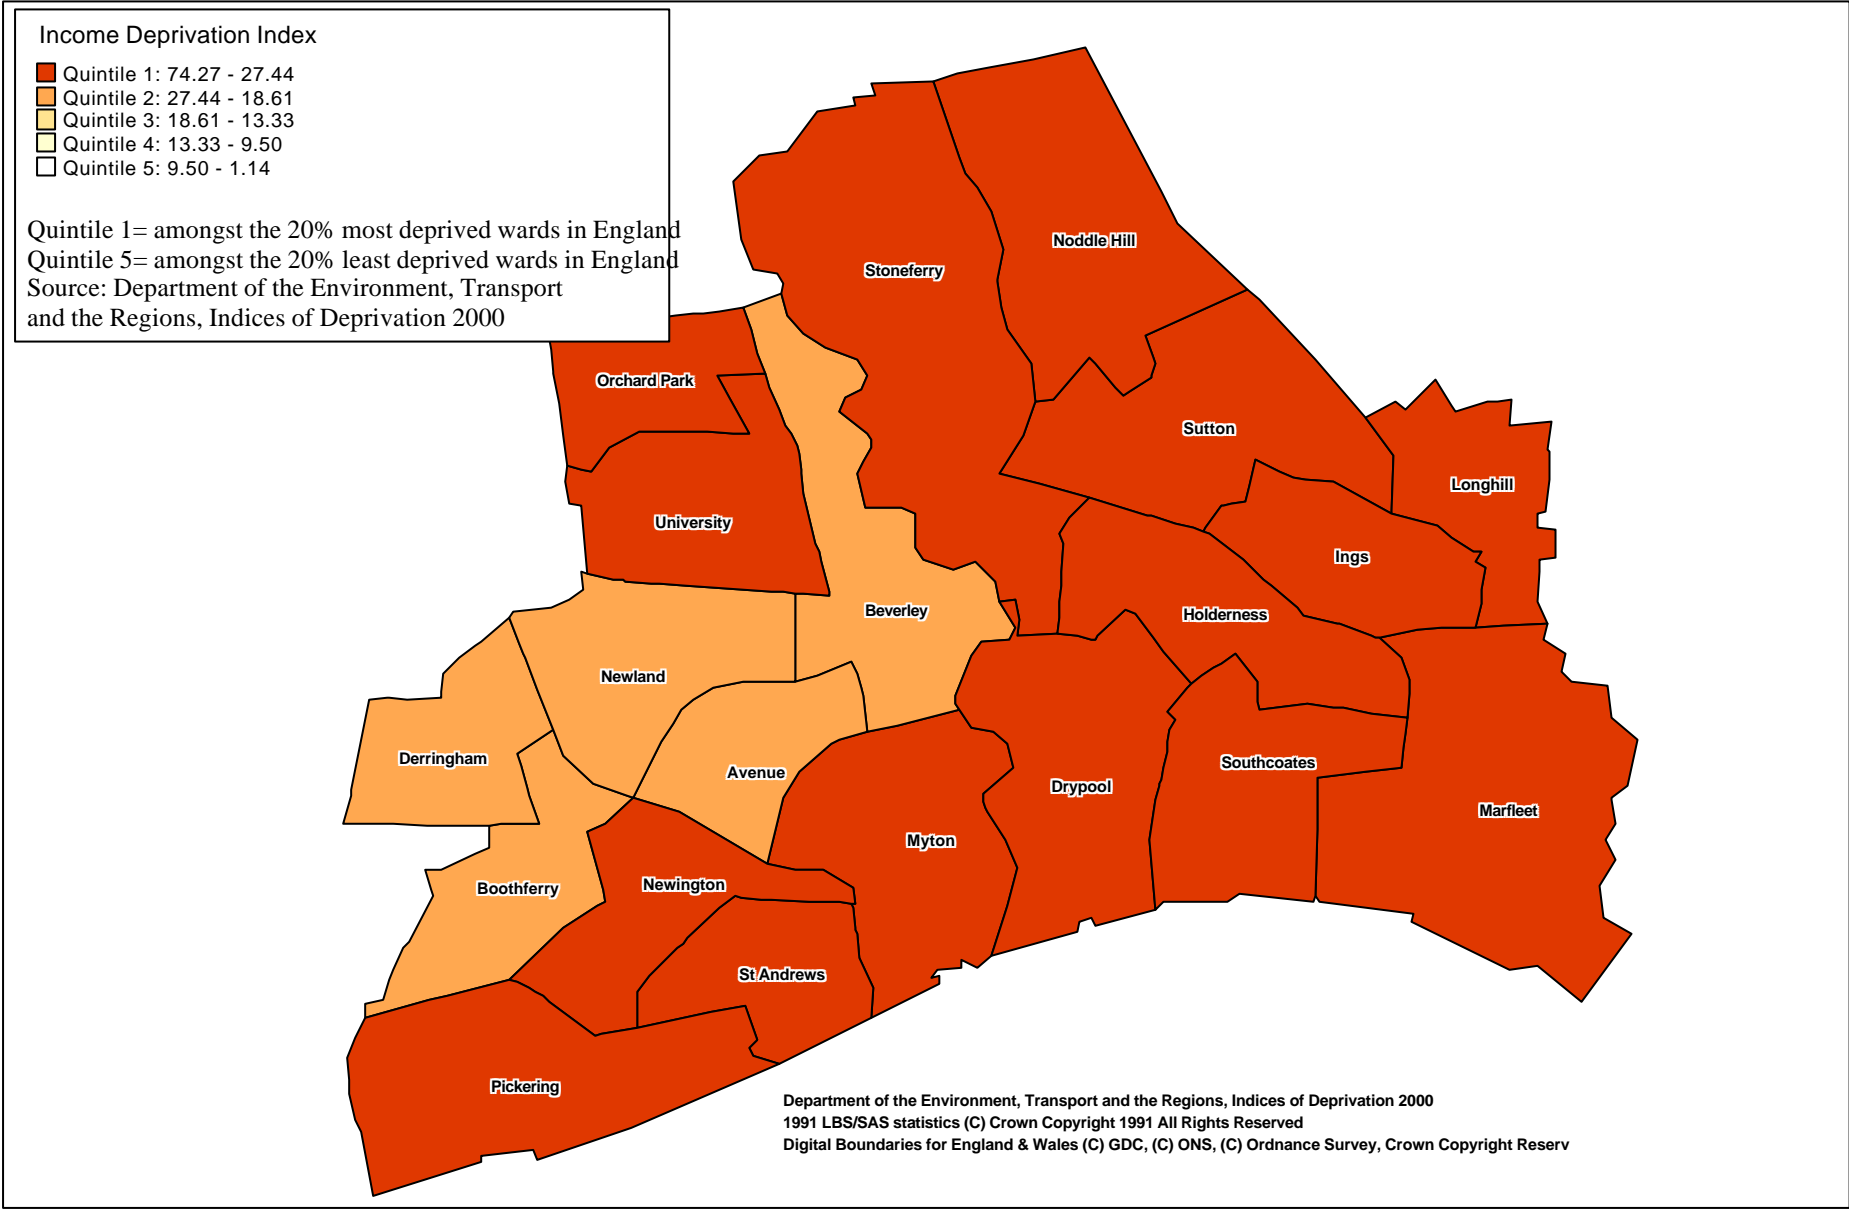 Income Deprivation Index
Quintile 1: 74.27 - 27.44
Quintile 2: 27.44 - 18.61
Quintile 3: 18.61 - 13.33
Quintile 4: 13.33 - 9.50
Quintile 5: 9.50 - 1.14
Quintile 1= amongst the 20% most deprived wards in England
Quintile 5= amongst the 20% least deprived wards in England
Source: Department of the Environment, Transport
and the Regions, Indices of Deprivation 2000
Noddle Hill
Stoneferry
Orchard Park
Sutton
Longhill
University
Ings
Beverley
Holderness
Newland
Derringham
Avenue
Southcoates
Drypool
Marfleet
Myton
Newington
Boothferry
St Andrews
Pickering
Department of the Environment, Transport and the Regions, Indices of Deprivation 2000
1991 LBS/SAS statistics (C) Crown Copyright 1991 All Rights Reserved
Digital Boundaries for England & Wales (C) GDC, (C) ONS, (C) Ordnance Survey, Crown Copyright Reserv